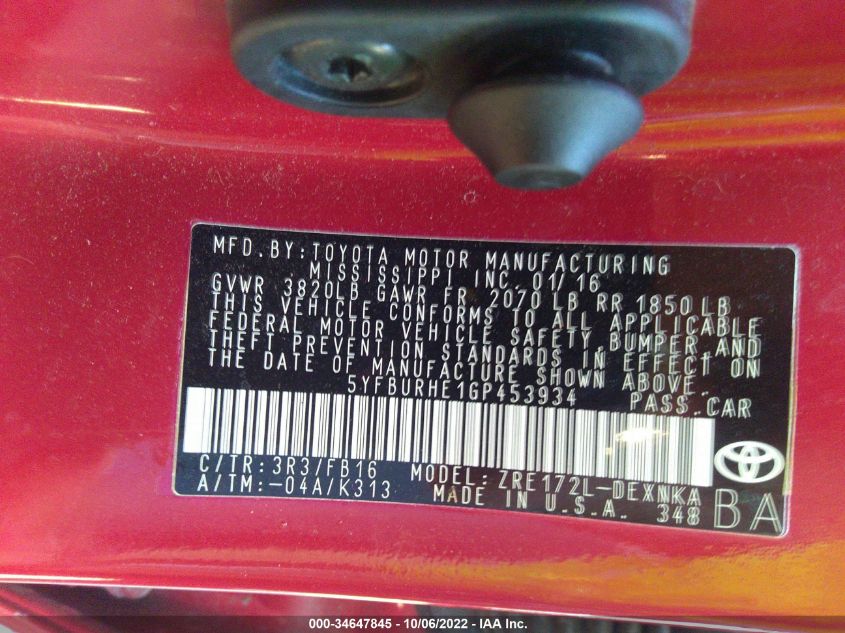 MFD. BY: TOYOTA MOTOR MANUFACTURING
MISSISSIPPI INC. 01/16
GVWR 3820LB GAWR FR. 2070 LB RR 1850 LB
THIS VEHICLE CONFORMS TO ALL APPLICABLE
FEDERAL MOTOR VEHICLE SAFETY, BUMPER AND
THEFT PREVENTION STANDARDS IN EFFECT ON
THE DATE OF MANUFACTURE SHOWN ABOVE.
5YFBURHE1GP453934 PASS. CAR
C/TR: 3R3/FB16 MODEL: ZRE172L-DEXNKA
A/TM: -04A/K313 MADE IN U.S.A. 348 BA
000-34647845 - 10/06/2022 - IAA Inc.